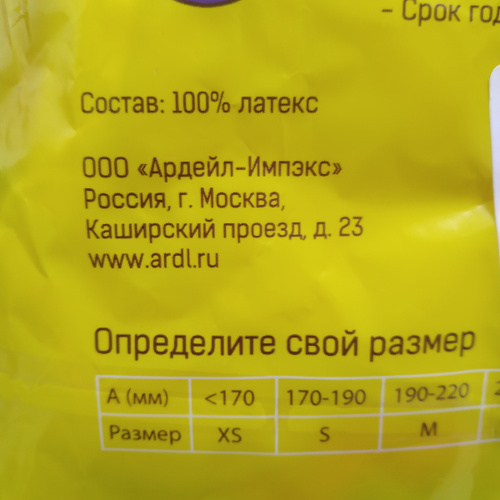 - Срок
Состав: 100% латекс
ООО «Ардейл-Импэкс»
Россия, г. Москва,
Каширский проезд, д. 23
www.ardl.ru
Определите свой размер
А (мм) <170 170-190 190-220
Размер XS S M